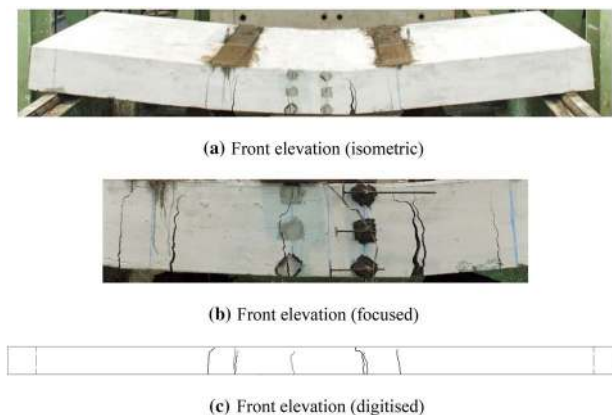 (a) Front elevation (isometric)
(b) Front elevation (focused)
(c) Front elevation (digitised)